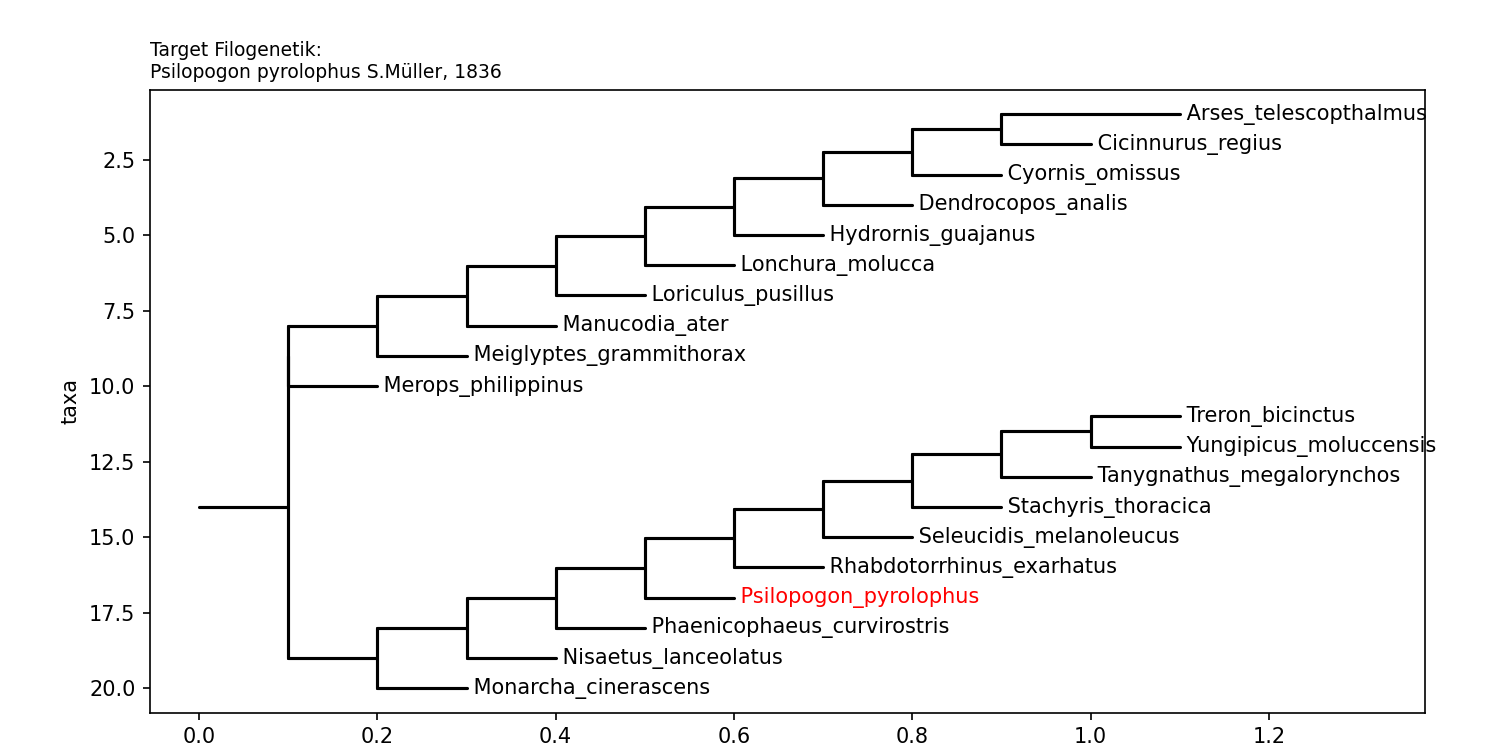 Target Filogenetik:
Psilopogon pyrolophus S.Müller, 1836
Arses_telescopthalmus
Cicinnurus_regius
2.5
Cyornis_omissus
Dendrocopos_analis
5.0
Hydrornis_guajanus
Lonchura_molucca
7.5
Loriculus_pusillus
Manucodia_ater
Meiglyptes_grammithorax
10.0
Merops_philippinus
taxa
Treron_bicinctus
Yungipicus_moluccensis
12.5
Tanygnathus_megalorynchos
Stachyris_thoracica
15.0
Seleucidis_melanoleucus
Rhabdotorrhinus_exarhatus
Psilopogon_pyrolophus
17.5
Phaenicophaeus_curvirostris
Nisaetus_lanceolatus
20.0
Monarcha_cinerascens
0.0 0.2 0.4 0.6 0.8 1.0 1.2